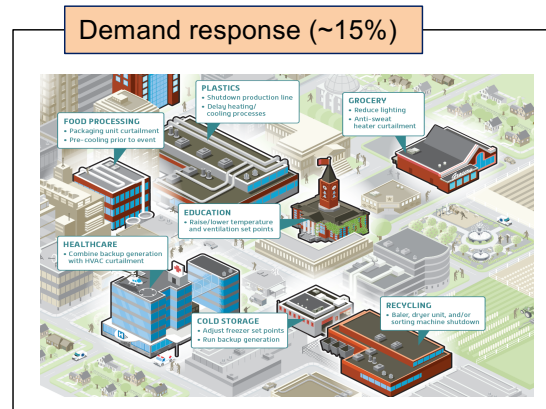 Demand response (~15%)
PLASTICS
• Shutdown production line
• Delay heating/
cooling processes
GROCERY
• Reduce lighting
• Anti-sweat
heater curtailment
FOOD PROCESSING
• Packaging unit curtailment
• Pre-cooling prior to event
EDUCATION
• Raise/lower temperature
and ventilation set points
HEALTHCARE
• Combine backup generation
with HVAC curtailment
H
COLD STORAGE
• Adjust freezer set points
• Run backup generation
RECYCLING
• Baler, dryer unit, and/or
sorting machine shutdown